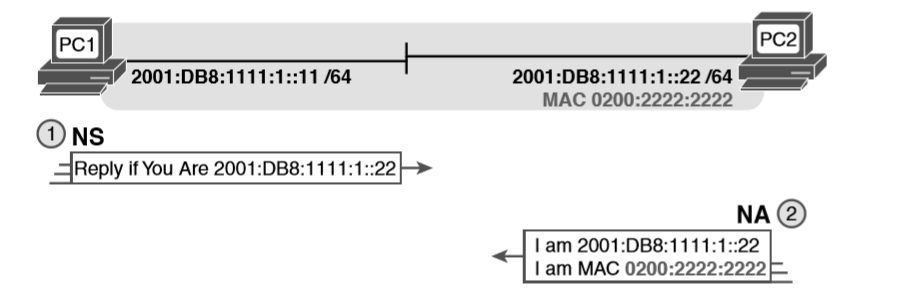 PC1
PC2
2001:DB8:1111:1::11 /64
2001:DB8:1111:1::22 /64
MAC 0200:2222:2222
1 NS
Reply if You Are 2001:DB8:1111:1::22
NA 2
I am 2001:DB8:1111:1::22
I am MAC 0200:2222:2222